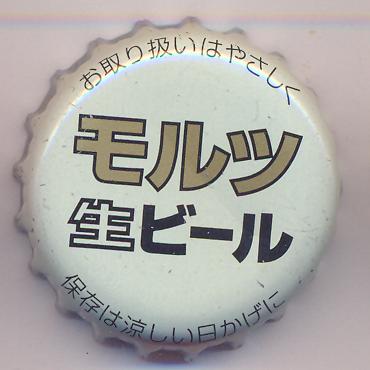 お取り扱いはやさしく
モルツ
生ビール
保存は涼しい日かげに